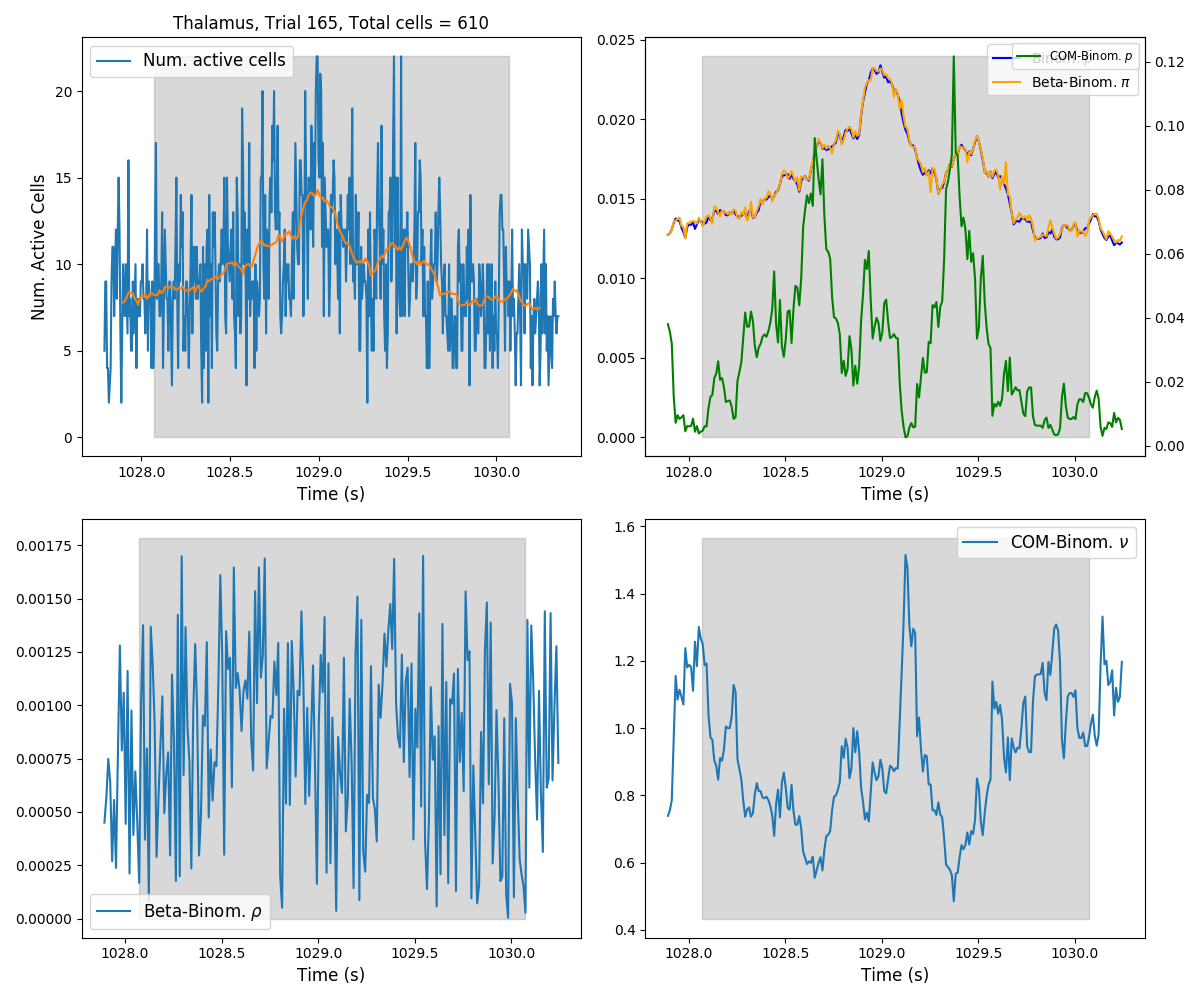 Thalamus, Trial 165, Total cells = 610
Num. active cells
Num. Active Cells
20
15
10
5
0
1028.0 1028.5 1029.0 1029.5 1030.0
Time (s)
COM-Binom. p
Beta-Binom. π
0.025
0.020
0.015
0.010
0.005
0.000
0.12
0.10
0.08
0.06
0.04
0.02
0.00
1028.0 1028.5 1029.0 1029.5 1030.0
Time (s)
0.00175
0.00150
0.00125
0.00100
0.00075
0.00050
0.00025
0.00000
Beta-Binom. ρ
1028.0 1028.5 1029.0 1029.5 1030.0
Time (s)
COM-Binom. ν
1.6
1.4
1.2
1.0
0.8
0.6
0.4
1028.0 1028.5 1029.0 1029.5 1030.0
Time (s)